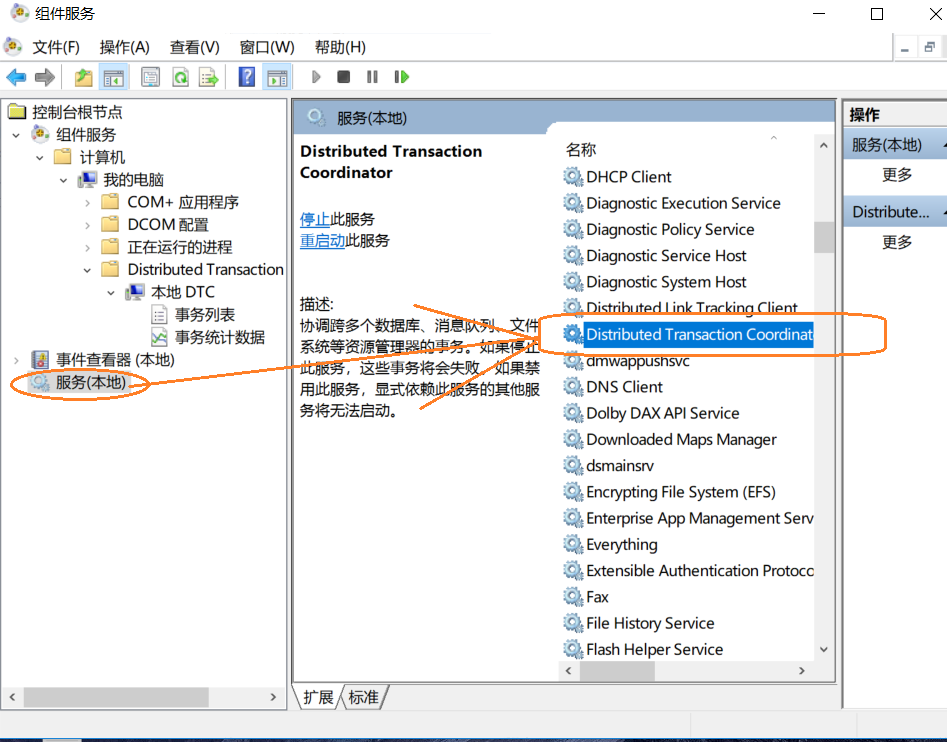 组件服务
文件(F) 操作(A) 查看(V) 窗口(W) 帮助(H)
控制台根节点
组件服务
计算机
我的电脑
COM+ 应用程序
DCOM 配置
正在运行的进程
Distributed Transaction
本地 DTC
事务列表
事务统计数据
事件查看器 (本地)
服务(本地)
服务(本地)
Distributed Transaction
Coordinator
停止此服务
重启动此服务
描述:
协调跨多个数据库、消息队列、文件
系统等资源管理器的事务。如果停止
此服务，这些事务将会失败。如果禁
用此服务，显式依赖此服务的其他服
务将无法启动。
名称
DHCP Client
Diagnostic Execution Service
Diagnostic Policy Service
Diagnostic Service Host
Diagnostic System Host
Distributed Link Tracking Client
Distributed Transaction Coordinat
dmwappushsvc
DNS Client
Dolby DAX API Service
Downloaded Maps Manager
dsmainsrv
Encrypting File System (EFS)
Enterprise App Management Serv
Everything
Extensible Authentication Protoco
Fax
File History Service
Flash Helper Service
扩展 标准
操作
服务(本地)
更多
Distribute...
更多